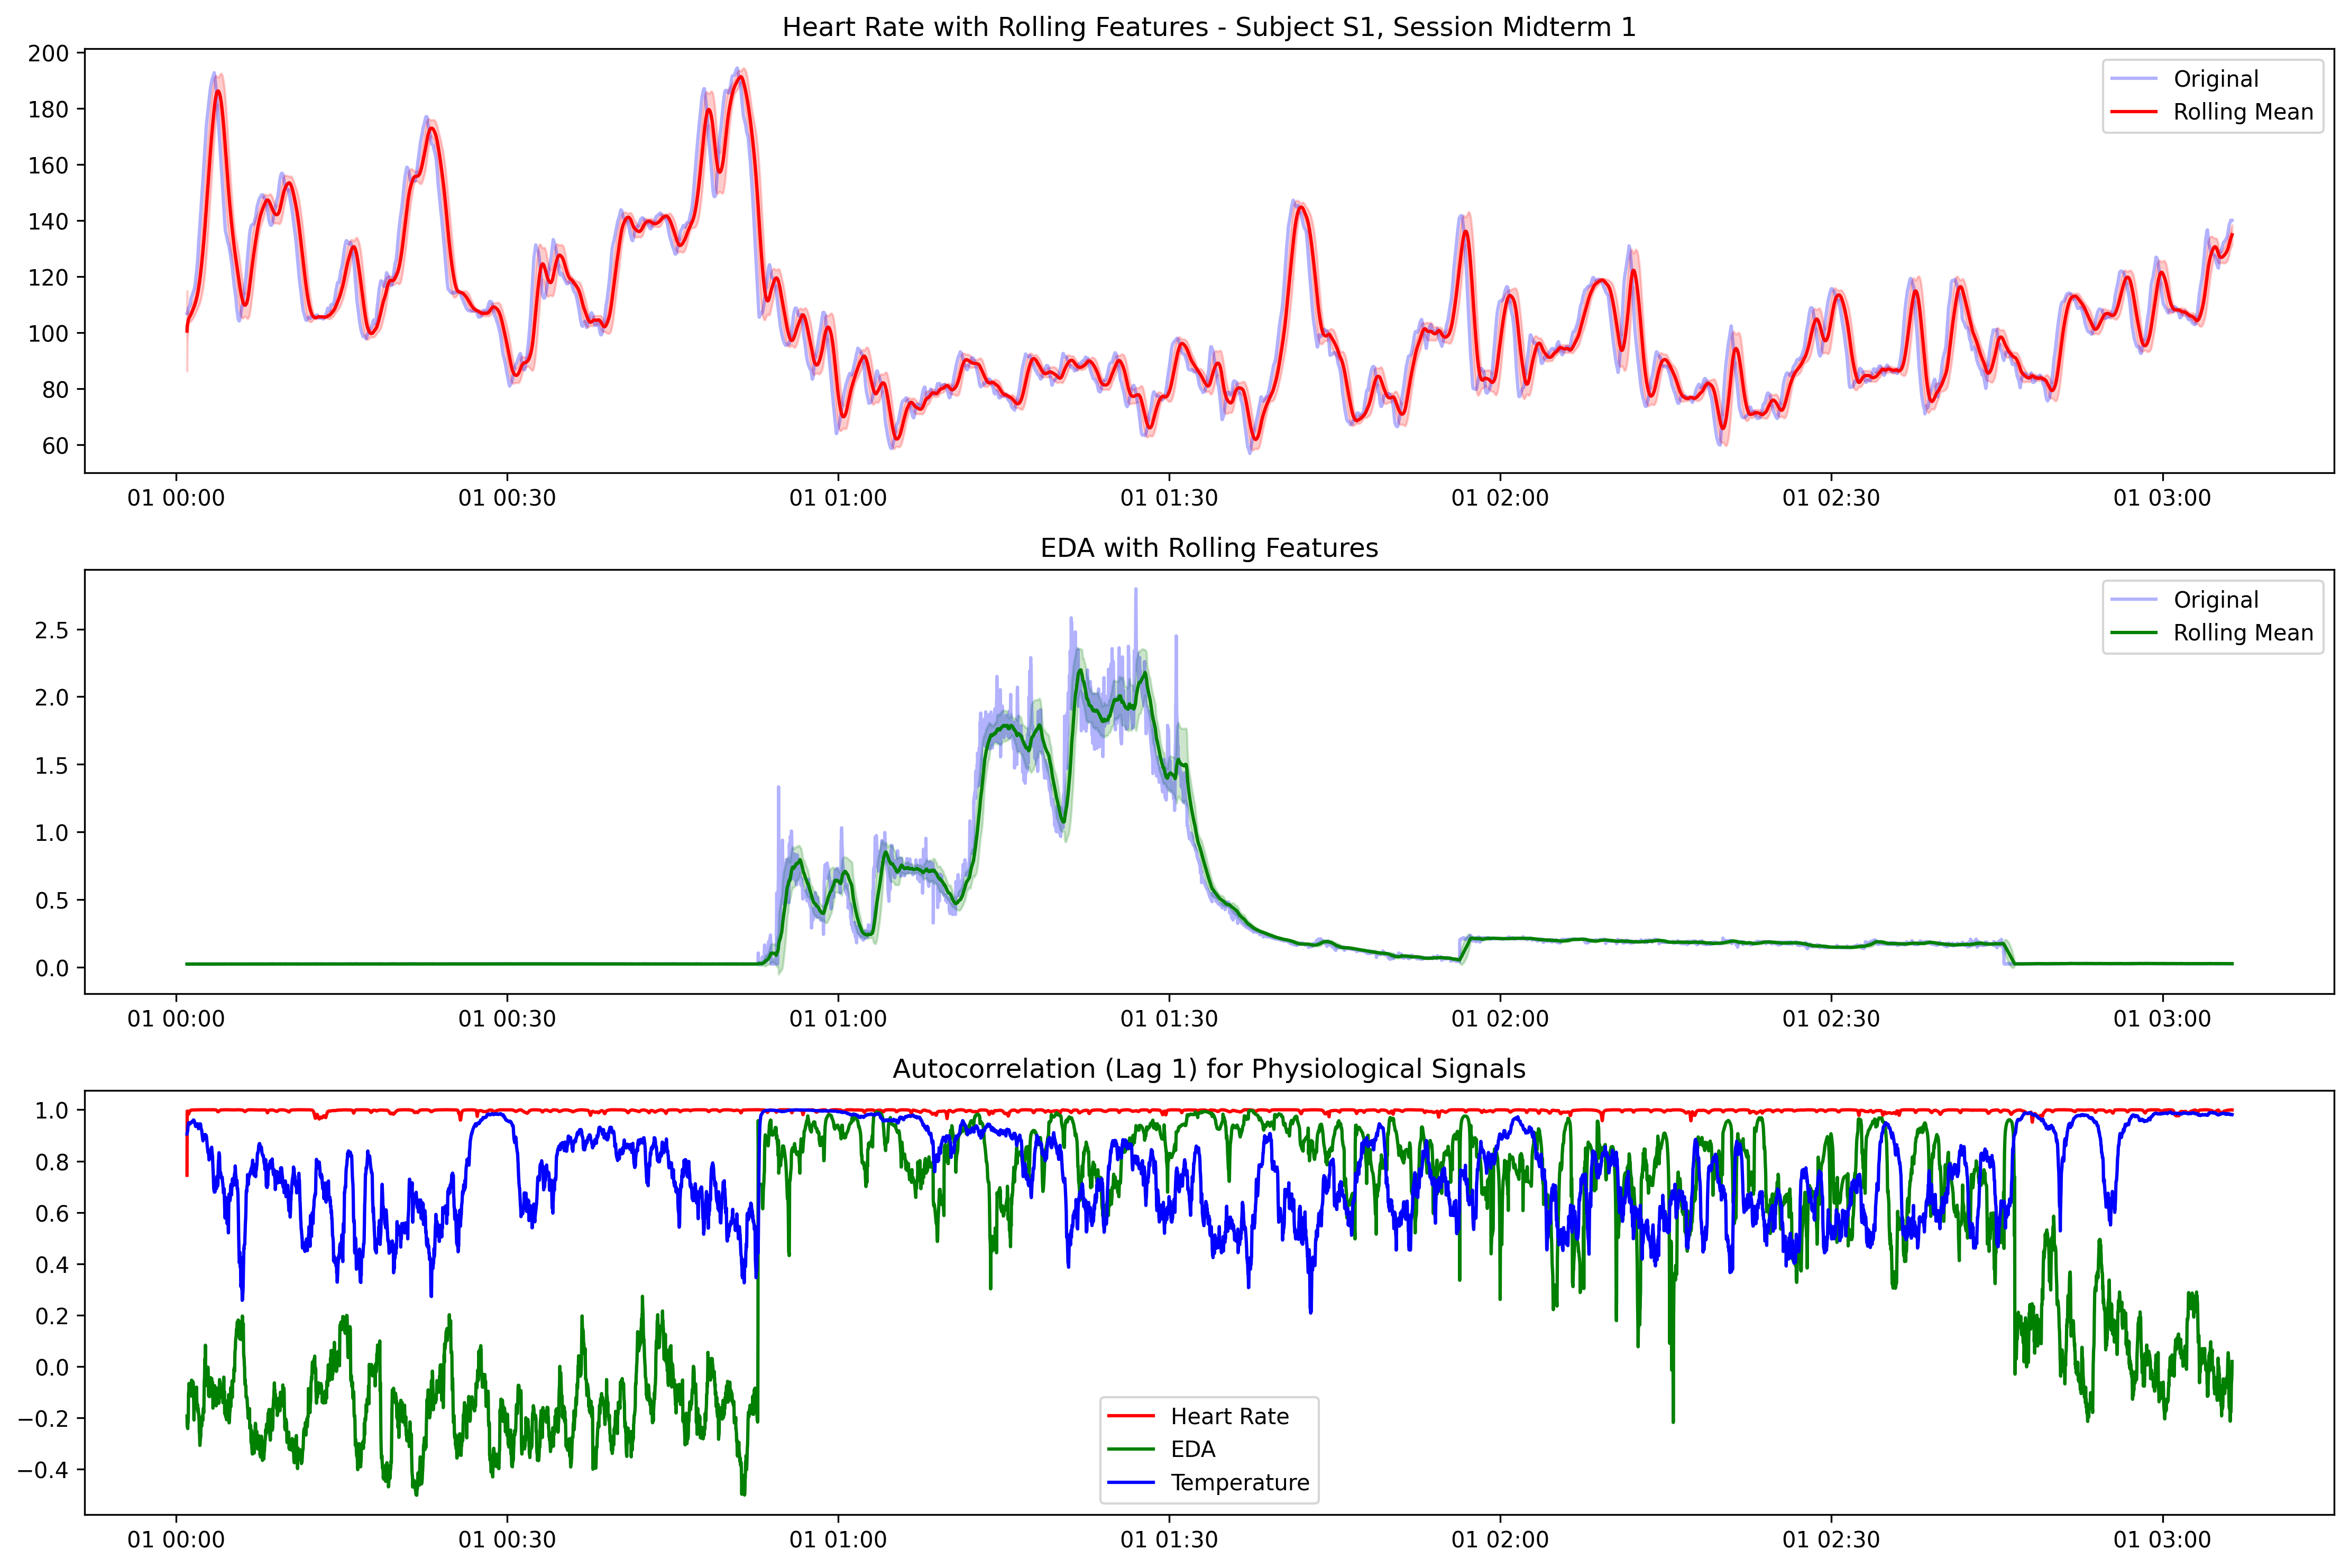 Heart Rate with Rolling Features - Subject S1, Session Midterm 1
200
180
160
140
120
100
80
60
Original
Rolling Mean
01 00:00 01 00:30 01 01:00 01 01:30 01 02:00 01 02:30 01 03:00
EDA with Rolling Features
2.5
2.0
1.5
1.0
0.5
0.0
Original
Rolling Mean
01 00:00 01 00:30 01 01:00 01 01:30 01 02:00 01 02:30 01 03:00
Autocorrelation (Lag 1) for Physiological Signals
1.0
0.8
0.6
0.4
0.2
0.0
−0.2
−0.4
Heart Rate
EDA
Temperature
01 00:00 01 00:30 01 01:00 01 01:30 01 02:00 01 02:30 01 03:00